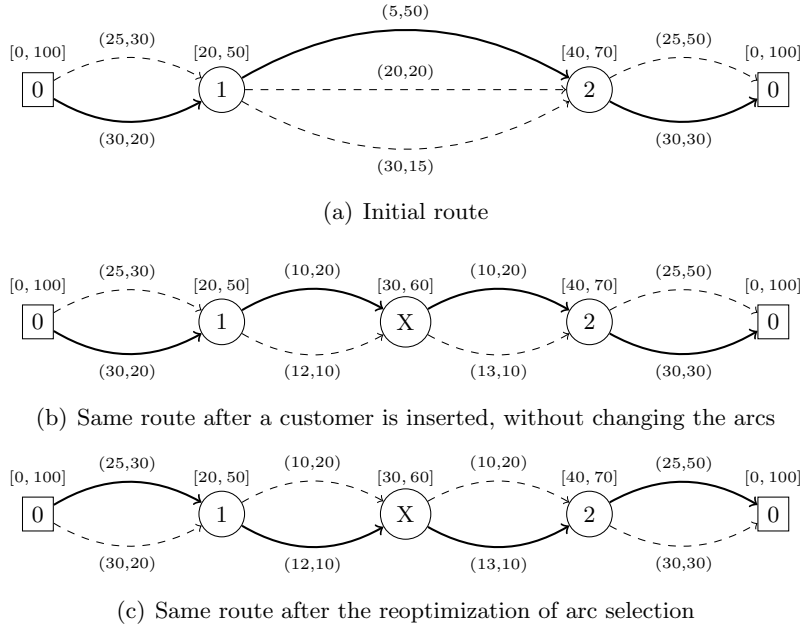 (5,50)
[0, 100] (25,30) [20, 50] [40, 70] (25,50) [0, 100]
(20,20)
0 1 2 0
(30,20) (30,30)
(30,15)
(a) Initial route
[0, 100] (25,30) [20, 50] (10,20) [30, 60] (10,20) [40, 70] (25,50) [0, 100]
0 1 X 2 0
(30,20) (12,10) (13,10) (30,30)
(b) Same route after a customer is inserted, without changing the arcs
[0, 100] (25,30) [20, 50] (10,20) [30, 60] (10,20) [40, 70] (25,50) [0, 100]
0 1 X 2 0
(30,20) (12,10) (13,10) (30,30)
(c) Same route after the reoptimization of arc selection